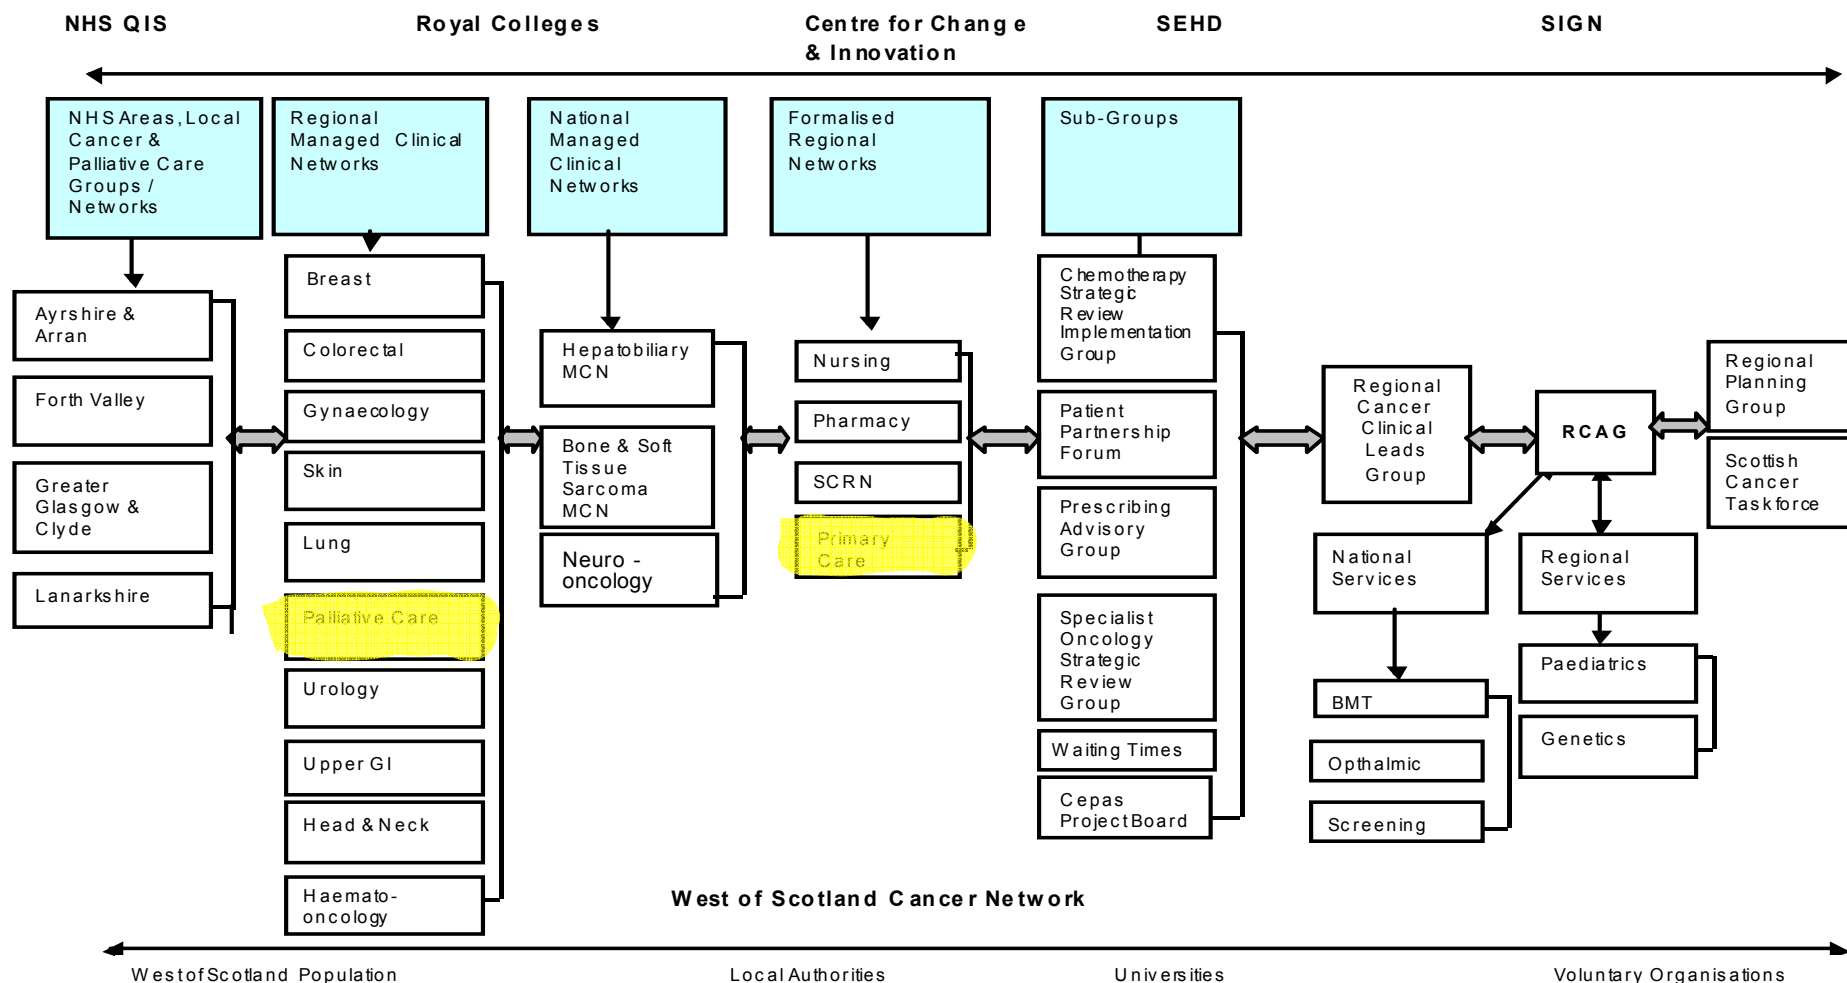 NHS QIS
Royal Colleges
Centre for Change
& Innovation
SEHD
SIGN
NHS Areas, Local
Cancer &
Palliative Care
Groups /
Networks
Regional
Managed Clinical
Networks
National
Managed
Clinical
Networks
Formalised
Regional
Networks
Sub-Groups
Ayrshire &
Arran
Forth Valley
Greater
Glasgow &
Clyde
Lanarkshire
Breast
Colorectal
Gynaecology
Skin
Lung
Palliative Care
Urology
Upper GI
Head & Neck
Haemato-
oncology
Hepatobiliary
MCN
Bone & Soft
Tissue
Sarcoma
MCN
Neuro -
oncology
Nursing
Pharmacy
SCRN
Primary
Care
Chemotherapy
Strategic
Review
Implementation
Group
Patient
Partnership
Forum
Prescribing
Advisory
Group
Specialist
Oncology
Strategic
Review
Group
Waiting Times
Cepas
Project Board
Regional
Cancer
Clinical
Leads
Group
RCAG
Regional
Planning
Group
Scottish
Cancer
Taskforce
National
Services
Regional
Services
BMT
Opthalmic
Screening
Paediatrics
Genetics
West of Scotland Cancer Network
West of Scotland Population
Local Authorities
Universities
Voluntary Organisations